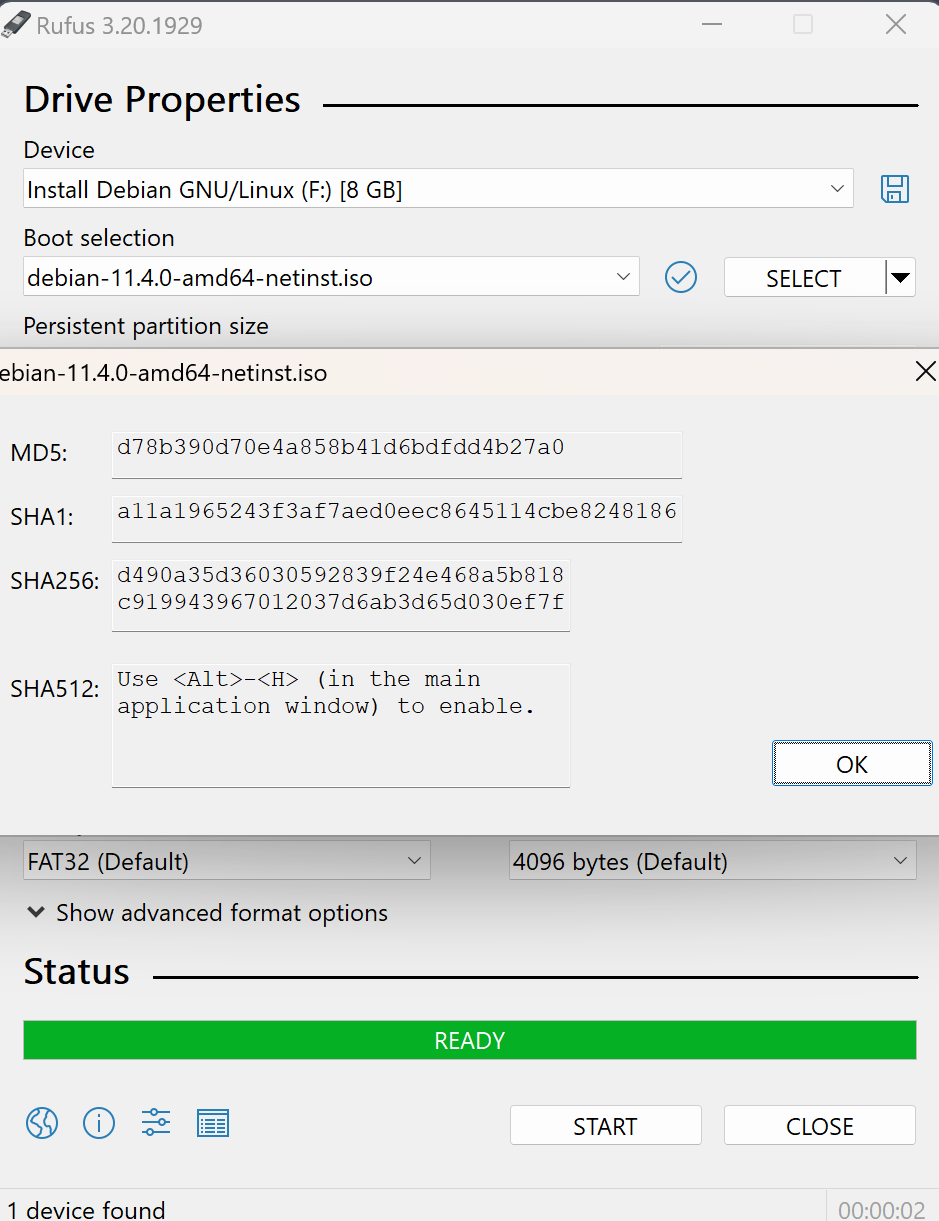 Rufus 3.20.1929
Drive Properties
Device
Install Debian GNU/Linux (F:) [8 GB]
Boot selection
debian-11.4.0-amd64-netinst.iso
SELECT
Persistent partition size
ebian-11.4.0-amd64-netinst.iso
MD5:
d78b390d70e4a858b41d6bdfdd4b27a0
SHA1:
a11a1965243f3af7aed0eec8645114cbe8248186
SHA256:
d490a35d36030592839f24e468a5b818
c919943967012037d6ab3d65d030ef7f
SHA512:
Use <Alt>-<H> (in the main
application window) to enable.
OK
FAT32 (Default)
4096 bytes (Default)
Show advanced format options
Status
READY
START
CLOSE
1 device found
00:00:02